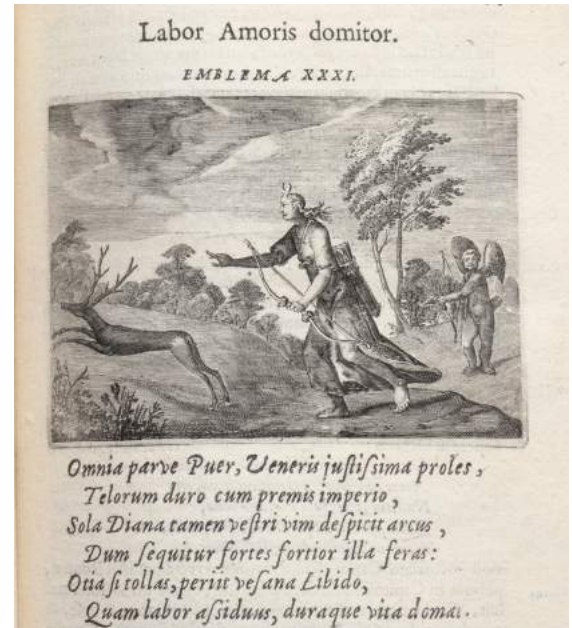 Labor Amoris domitor.
EMBLEMA XXXI.
Omnia parve Puer, Veneris juſtiſsima proles,
Telorum duro cum premis imperio,
Sola Diana tamen veſtri vim deſpicit arcus,
Dum ſequitur fortes fortior illa feras:
Otia ſi tollas, periit veſana Libido,
Quam labor aſsiduus, duraque vita domat.